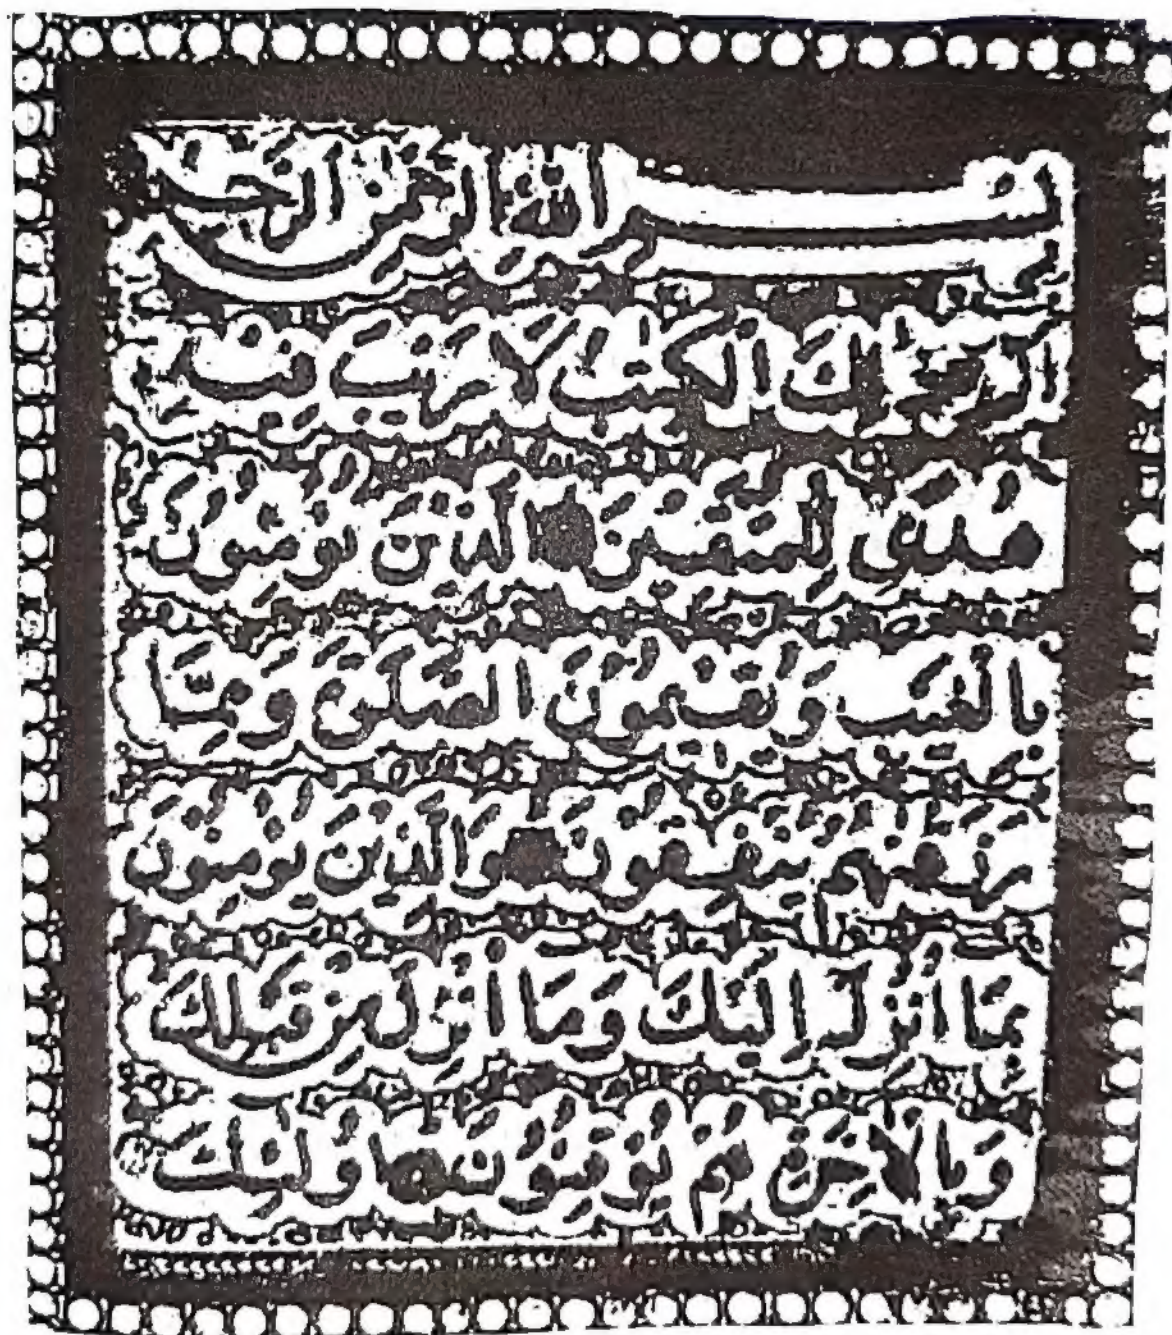 بسم الله الرحمن الرحيم
الم ذلك الكتب لا ريب فيه
هدى للمتقين الذين يؤمنون
بالغيب ويقيمون الصلوة ومما
رزقنهم ينفقون والذين يؤمنون
بما انزل اليك وما انزل من قبلك
وبالاخرة هم يوقنون اولئك